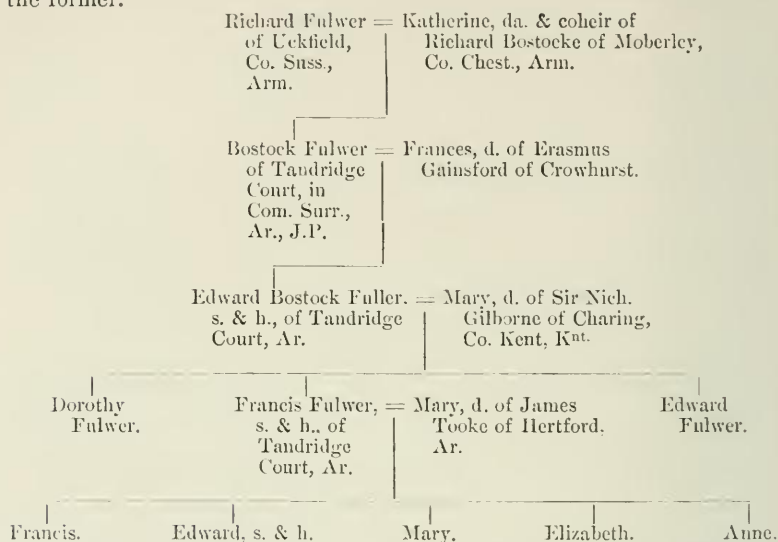 the former.
Richard Fulwer = Katherine, da. & coheir of
of Uckfield, Richard Bostocke of Moberley,
Co. Suss., Co. Chest., Arm.
Arm.
Bostock Fulwer = Frances, d. of Erasmus
of Tandridge Gainsford of Crowhurst.
Court, in
Com. Surr.,
Ar., J.P.
Edward Bostock Fuller. = Mary, d. of Sir Nich.
s. & h., of Tandridge Gilborne of Charing,
Court, Ar. Co. Kent, Knt.
Dorothy Francis Fulwer, = Mary, d. of James Edward
Fulwer. s. & h., of Tooke of Hertford, Fulwer.
Tandridge Ar.
Court, Ar.
Francis. Edward, s. & h. Mary. Elizabeth. Anne.